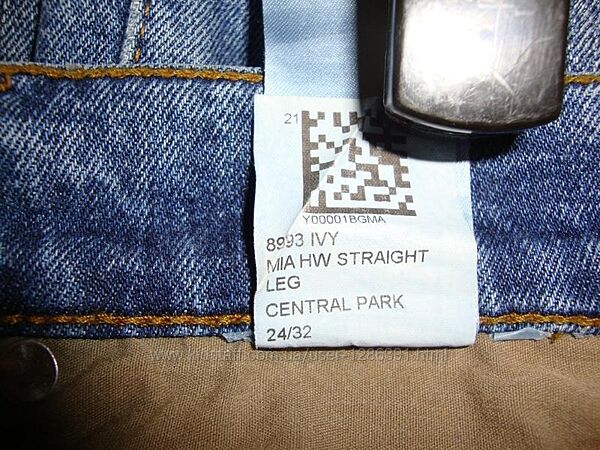 21
Y00001BGMA
8993 IVY
MIA HW STRAIGHT
LEG
CENTRAL PARK
24/32